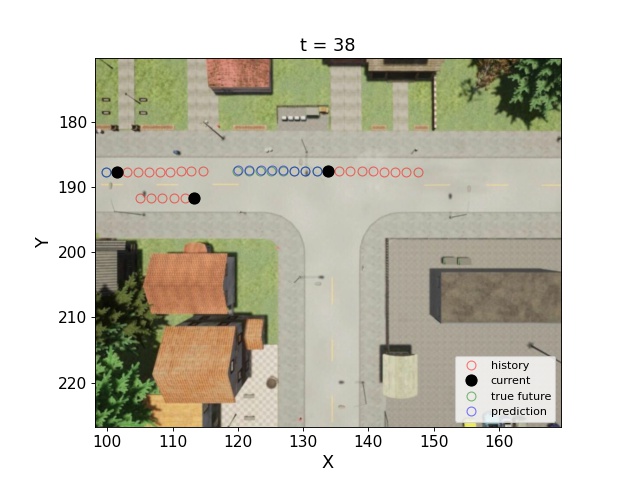 t = 38
Y
180
190
200
210
220
history
current
true future
prediction
100 110 120 130 140 150 160
X